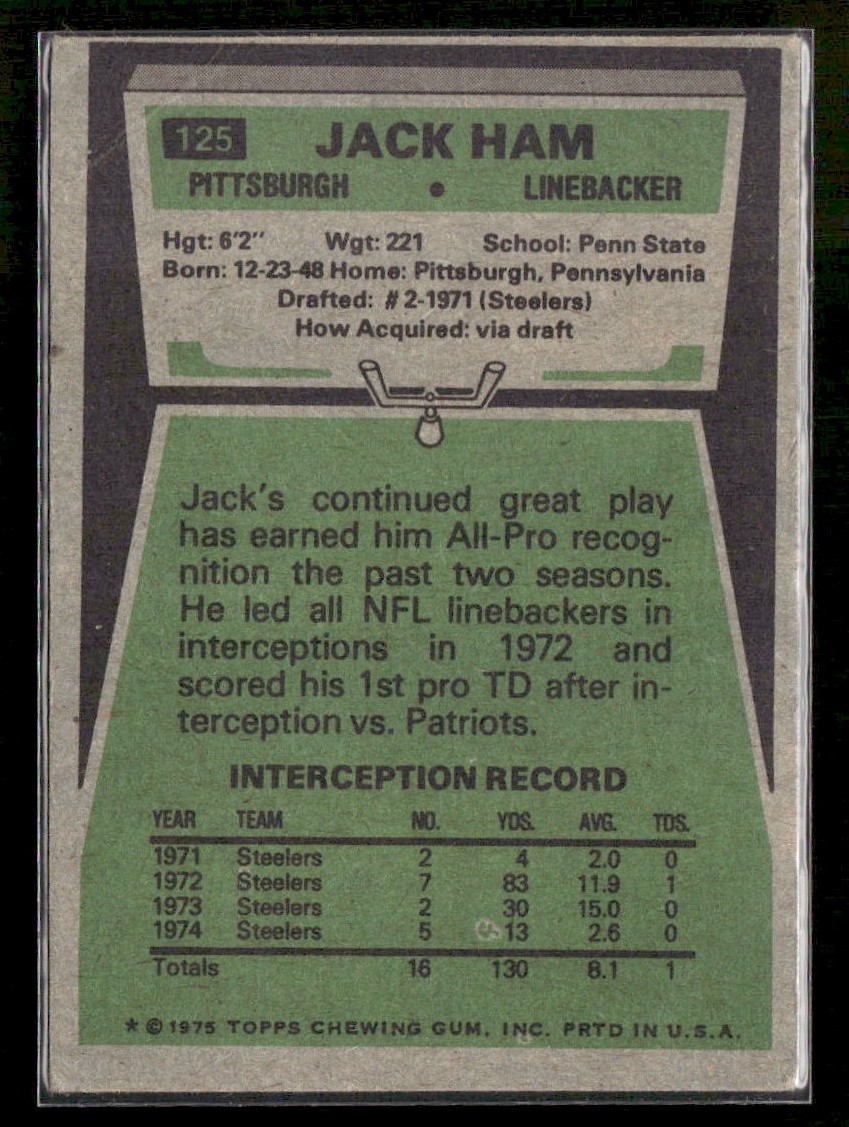 125 JACK HAM
PITTSBURGH • LINEBACKER
Hgt: 6'2" Wgt: 221 School: Penn State
Born: 12-23-48 Home: Pittsburgh, Pennsylvania
Drafted: #2-1971 (Steelers)
How Acquired: via draft
Jack's continued great play
has earned him All-Pro recog-
nition the past two seasons.
He led all NFL linebackers in
interceptions in 1972 and
scored his 1st pro TD after in-
terception vs. Patriots.
INTERCEPTION RECORD
YEAR TEAM NO. YDS. AVG. TDS.
1971 Steelers 2 4 2.0 0
1972 Steelers 7 83 11.9 1
1973 Steelers 2 30 15.0 0
1974 Steelers 5 13 2.6 0
Totals 16 130 8.1 1
* © 1975 TOPPS CHEWING GUM, INC. PRTD IN U.S.A.